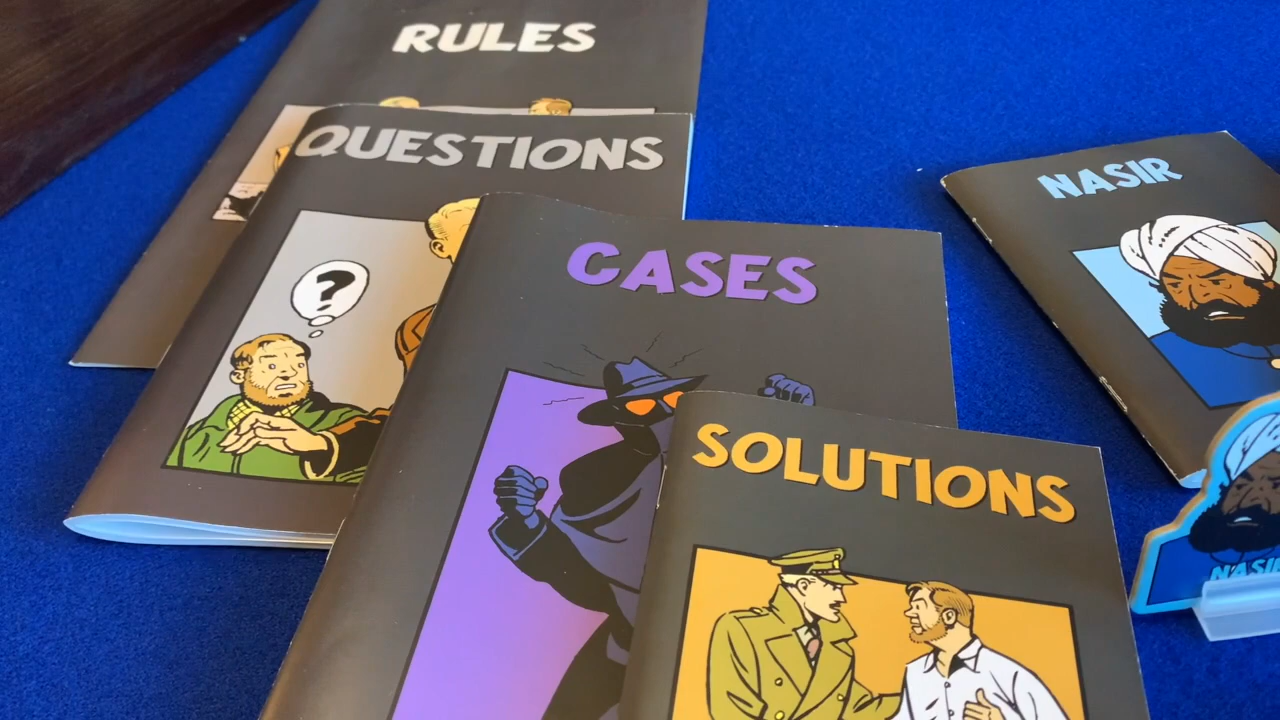 RULES
QUESTIONS
?
CASES
SOLUTIONS
NASIR
NASIR